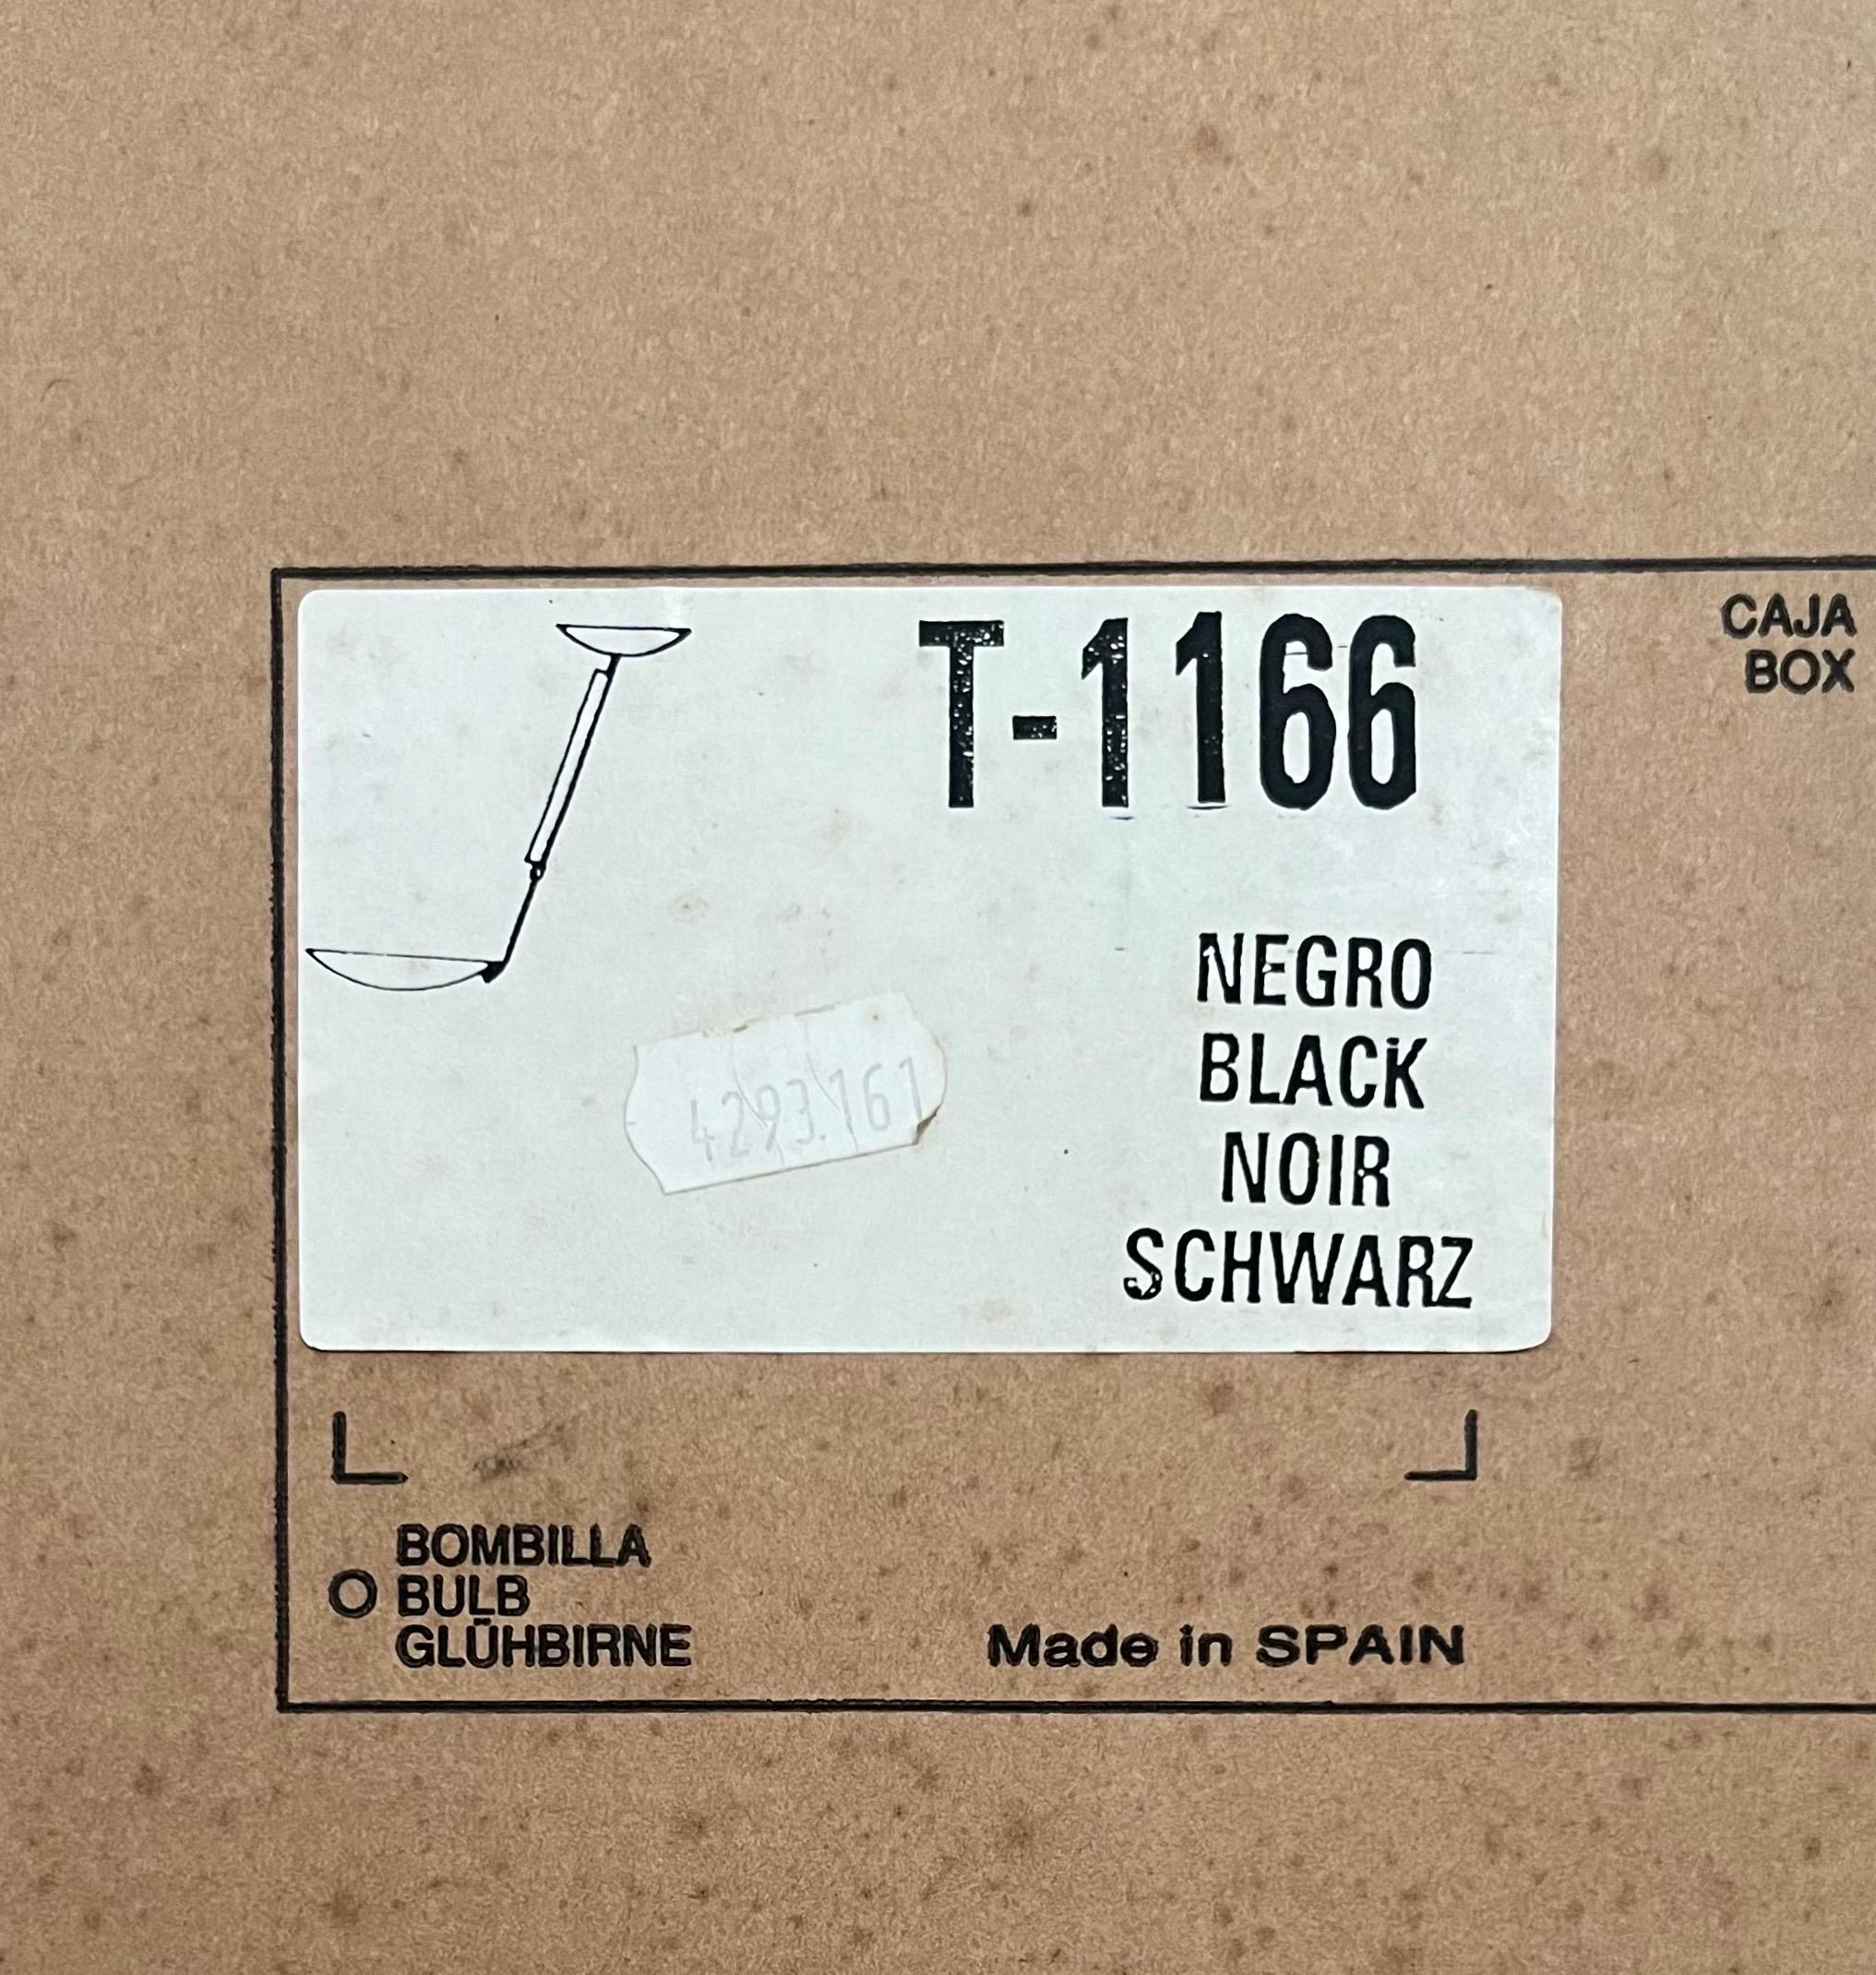 T-1166
CAJA
BOX
NEGRO
BLACK
NOIR
SCHWARZ
4293.161
BOMBILLA
BULB
GLÜHBIRNE
Made in SPAIN